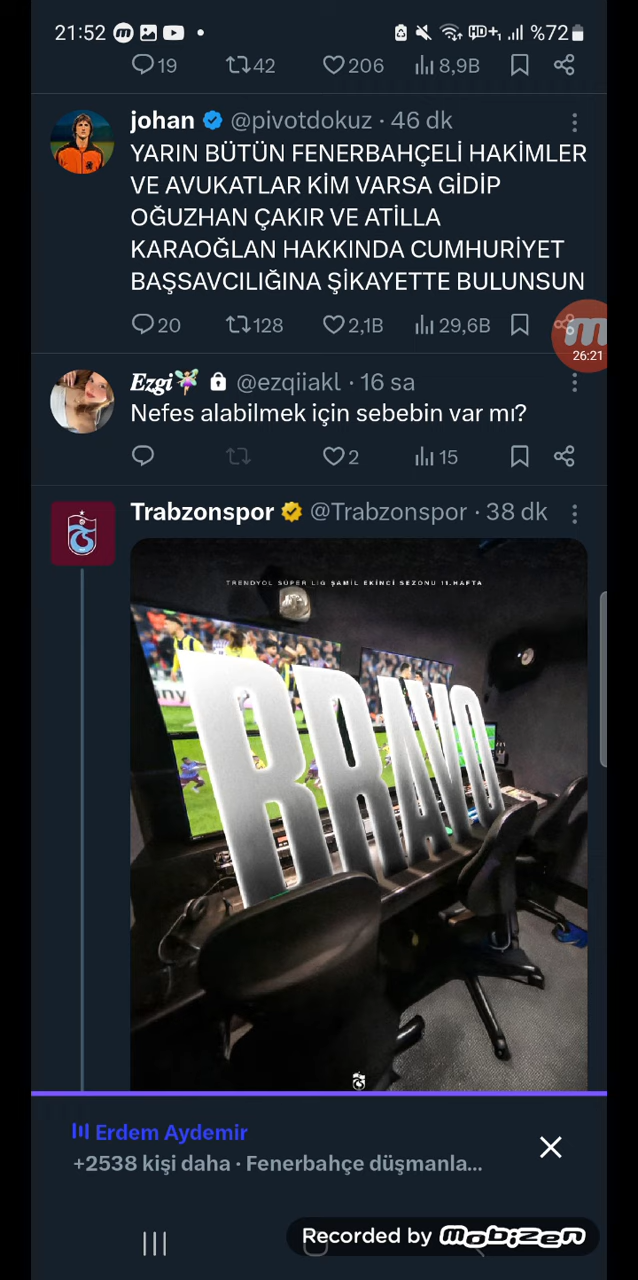 21:52
HD+ %72
19 42 206 8,9B
johan @pivotdokuz · 46 dk
YARIN BÜTÜN FENERBAHÇELİ HAKİMLER
VE AVUKATLAR KİM VARSA GİDİP
OĞUZHAN ÇAKIR VE ATİLLA
KARAOĞLAN HAKKINDA CUMHURİYET
BAŞSAVCILIĞINA ŞİKAYETTE BULUNSUN
20 128 2,1B 29,6B
26:21
Ezgi @ezqiiakl · 16 sa
Nefes alabilmek için sebebin var mı?
2 15
Trabzonspor @Trabzonspor · 38 dk
TRENDYOL SÜPER LİG ŞAMİL EKİNCİ SEZONU 11.HAFTA
BRAVO
Erdem Aydemir
+2538 kişi daha · Fenerbahçe düşmanla...
Recorded by mobizen